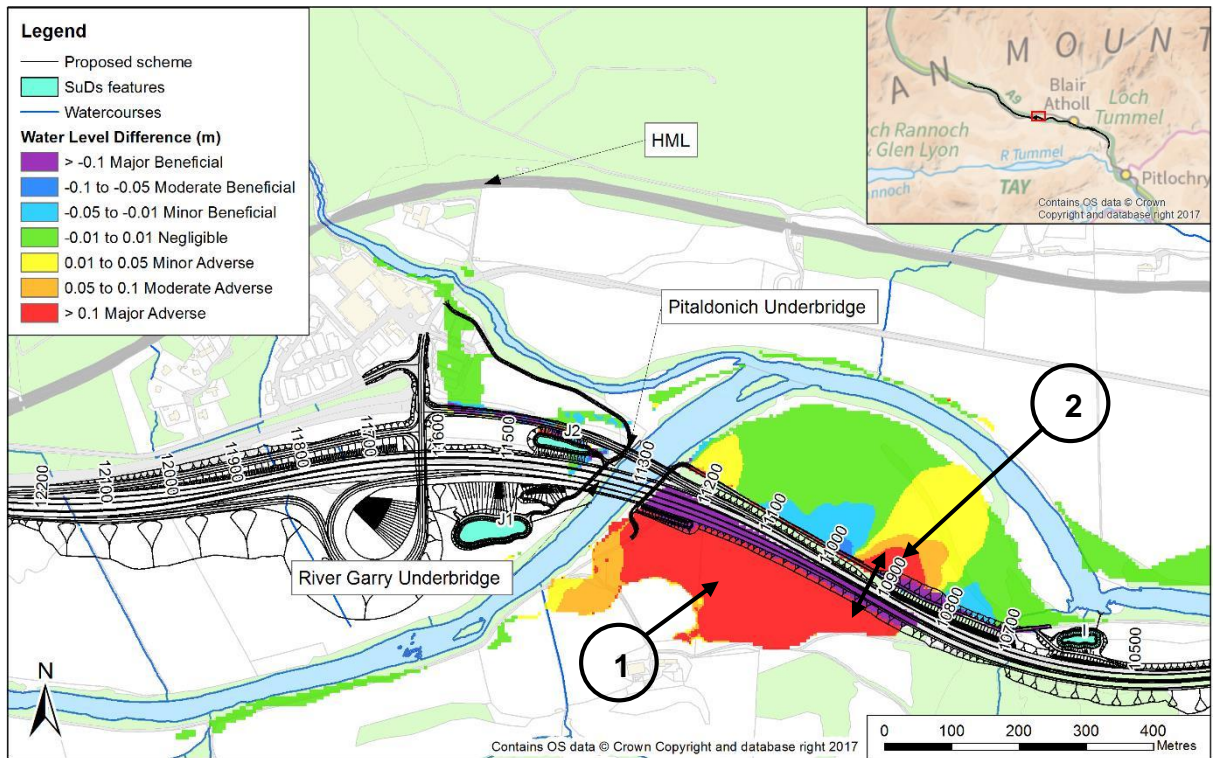 Legend
Proposed scheme
SuDs features
Watercourses
Water Level Difference (m)
> -0.1 Major Beneficial
-0.1 to -0.05 Moderate Beneficial
-0.05 to -0.01 Minor Beneficial
-0.01 to 0.01 Negligible
0.01 to 0.05 Minor Adverse
0.05 to 0.1 Moderate Adverse
> 0.1 Major Adverse
AN MOUNT
A9
Blair
Atholl
Loch
Tummel
och Rannoch
& Glen Lyon
R Tummel
annoch
TAY
Pitlochry
Contains OS data © Crown
Copyright and database right 2017
HML
Pitaldonich Underbridge
2
12200
12100
12000
11900
11800
11700
11600
11500
J2
11300
11200
11100
11000
10900
10800
10700
10500
J1
I
River Garry Underbridge
1
N
Contains OS data © Crown Copyright and database right 2017
0 100 200 300 400
Metres